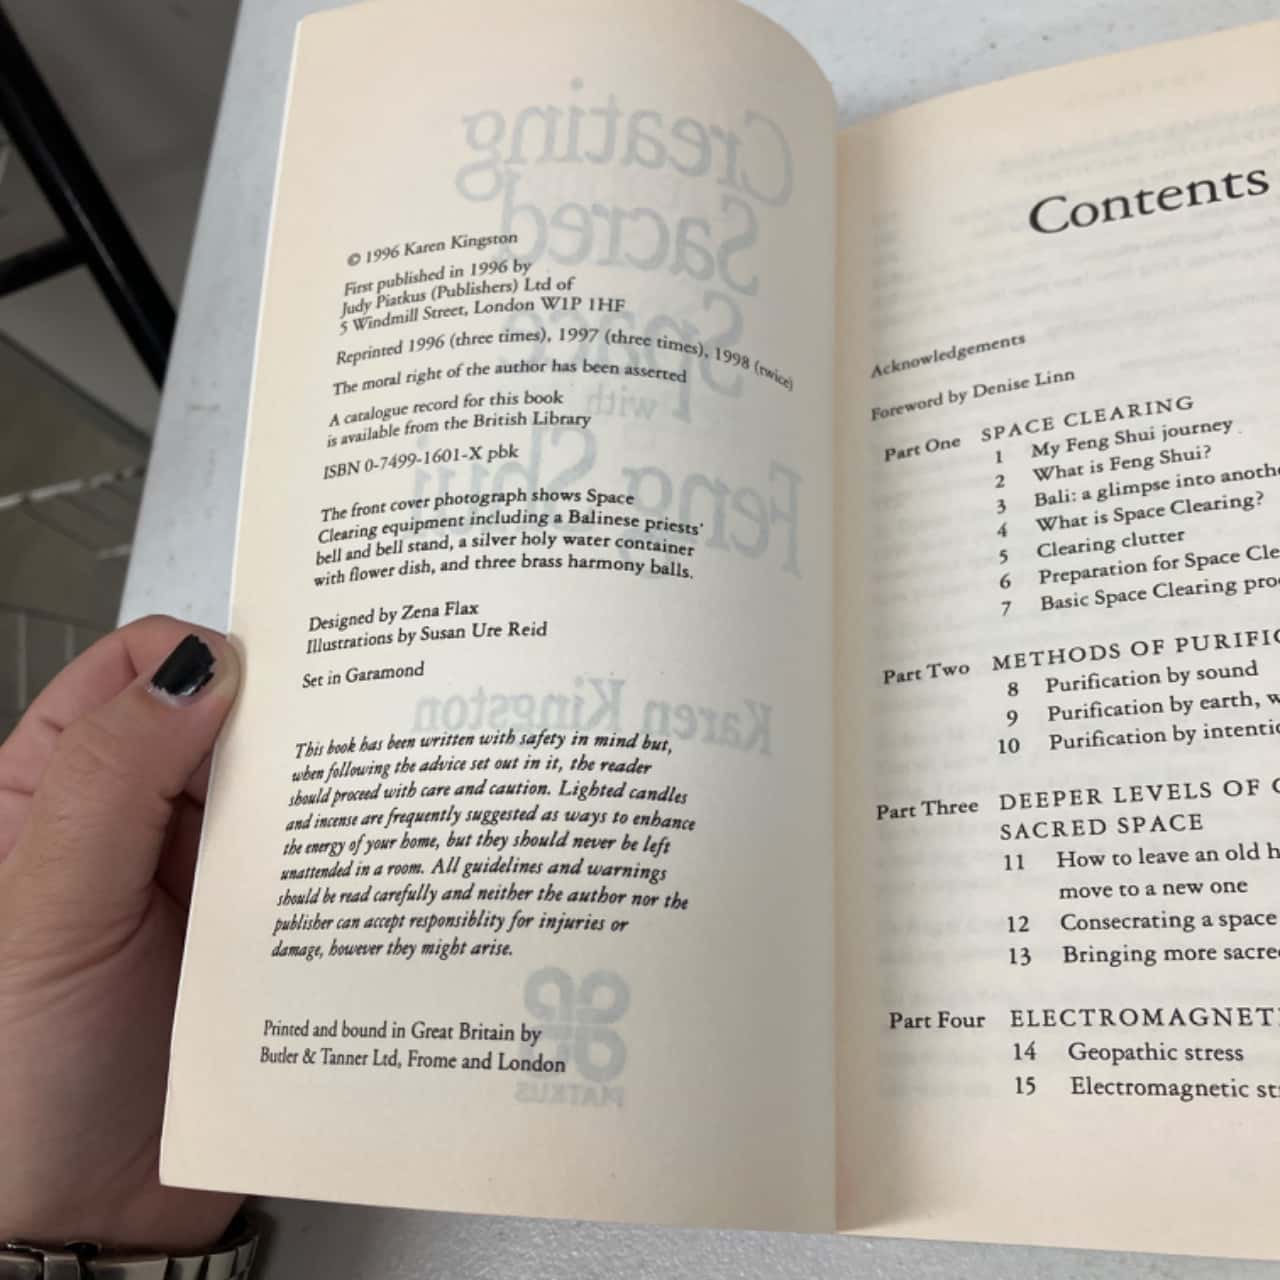 © 1996 Karen Kingston
First published in 1996 by
Judy Piatkus (Publishers) Ltd of
5 Windmill Street, London W1P 1HF
Reprinted 1996 (three times), 1997 (three times), 1998 (twice)
The moral right of the author has been asserted
A catalogue record for this book
is available from the British Library
ISBN 0-7499-1601-X pbk
The front cover photograph shows Space
Clearing equipment including a Balinese priests'
bell and bell stand, a silver holy water container
with flower dish, and three brass harmony balls.
Designed by Zena Flax
Illustrations by Susan Ure Reid
Set in Garamond
This book has been written with safety in mind but,
when following the advice set out in it, the reader
should proceed with care and caution. Lighted candles
and incense are frequently suggested as ways to enhance
the energy of your home, but they should never be left
unattended in a room. All guidelines and warnings
should be read carefully and neither the author nor the
publisher can accept responsiblity for injuries or
damage, however they might arise.
Printed and bound in Great Britain by
Butler & Tanner Ltd, Frome and London
Creating
Sacred
Space
with
Feng Shui
Karen Kingston
PIATKUS
Contents
Acknowledgements
Foreword by Denise Linn
Part One SPACE CLEARING
1 My Feng Shui journey
2 What is Feng Shui?
3 Bali: a glimpse into
4 What is Space Clearing?
5 Clearing clutter
6 Preparation for Space
7 Basic Space Clearing
Part Two METHODS OF
8 Purification by sound
9 Purification by earth,
10 Purification by
Part Three DEEPER LEVELS OF
SACRED SPACE
11 How to leave an old
move to a new one
12 Consecrating a space
13 Bringing more
Part Four
14 Geopathic stress
15 Electromagnetic